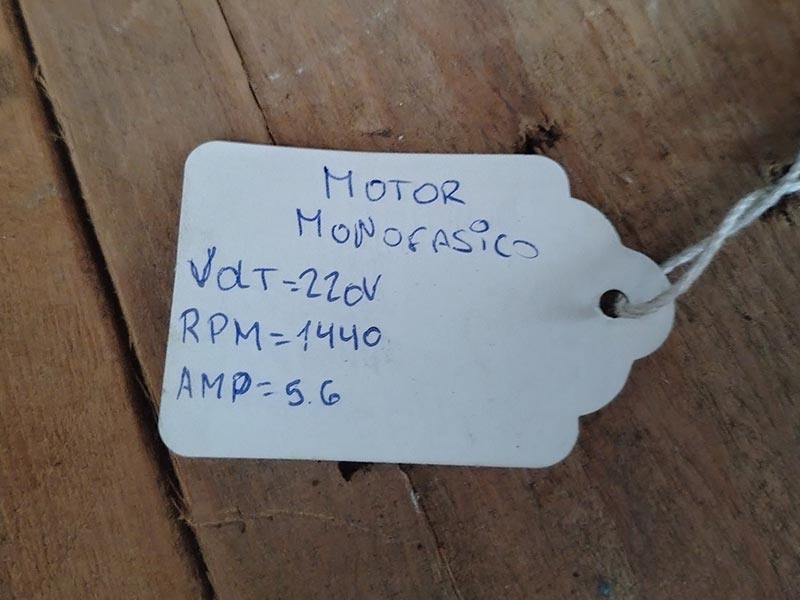 MOTOR
MONOFASiCO
VOLT=220V
RPM=1440
AMP=5.6